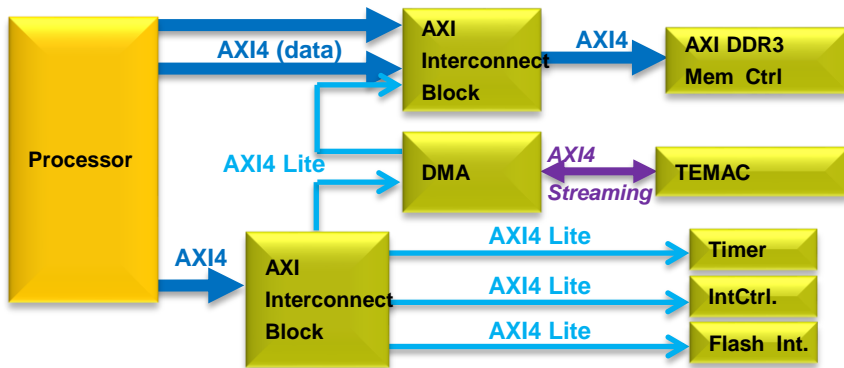 Processor
AXI4 (data)
AXI
Interconnect
Block
AXI4
AXI DDR3
Mem Ctrl
AXI4 Lite
DMA
AXI4
Streaming
TEMAC
AXI4
AXI
Interconnect
Block
AXI4 Lite
Timer
AXI4 Lite
IntCtrl.
AXI4 Lite
Flash Int.